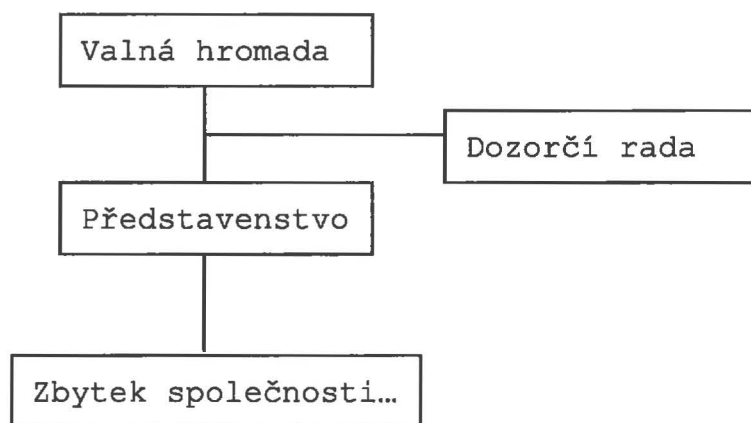 Valná hromada
Dozorčí rada
Představenstvo
Zbytek společnosti…